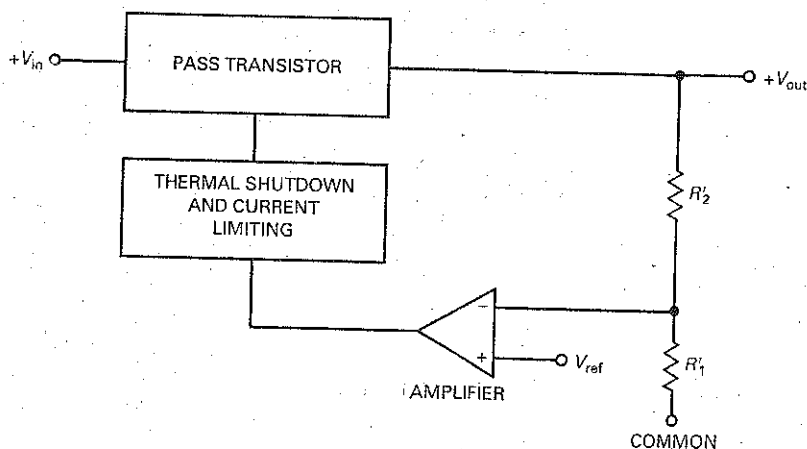 +Vin
PASS TRANSISTOR
+Vout
THERMAL SHUTDOWN
AND CURRENT
LIMITING
R'2
−
+
Vref
R'1
AMPLIFIER
COMMON